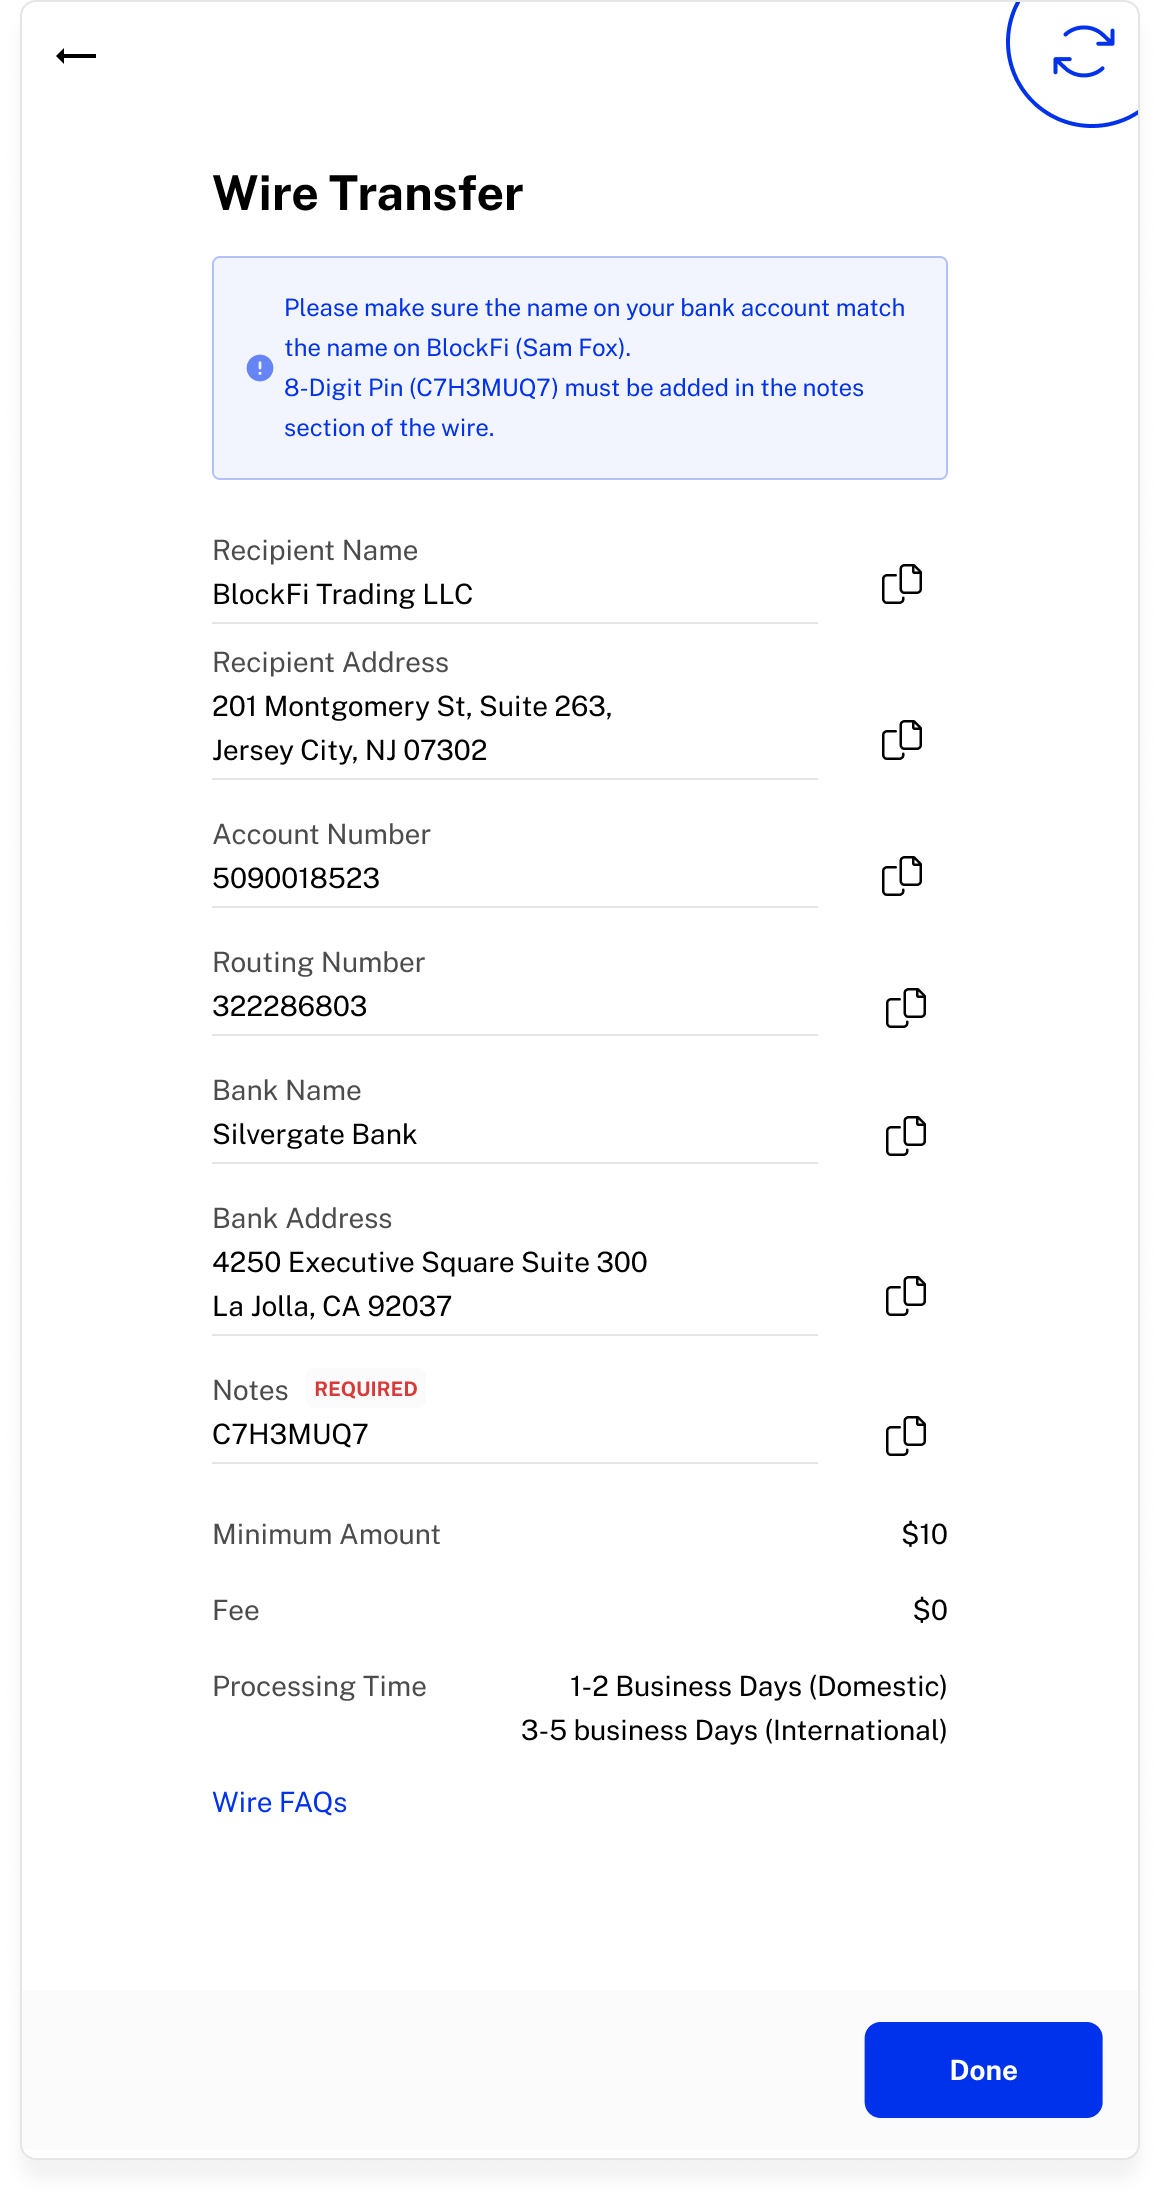 Wire Transfer
Please make sure the name on your bank account match
the name on BlockFi (Sam Fox).
8-Digit Pin (C7H3MUQ7) must be added in the notes
section of the wire.
Recipient Name
BlockFi Trading LLC
Recipient Address
201 Montgomery St, Suite 263,
Jersey City, NJ 07302
Account Number
5090018523
Routing Number
322286803
Bank Name
Silvergate Bank
Bank Address
4250 Executive Square Suite 300
La Jolla, CA 92037
Notes REQUIRED
C7H3MUQ7
Minimum Amount $10
Fee $0
Processing Time 1-2 Business Days (Domestic)
3-5 business Days (International)
Wire FAQs
Done